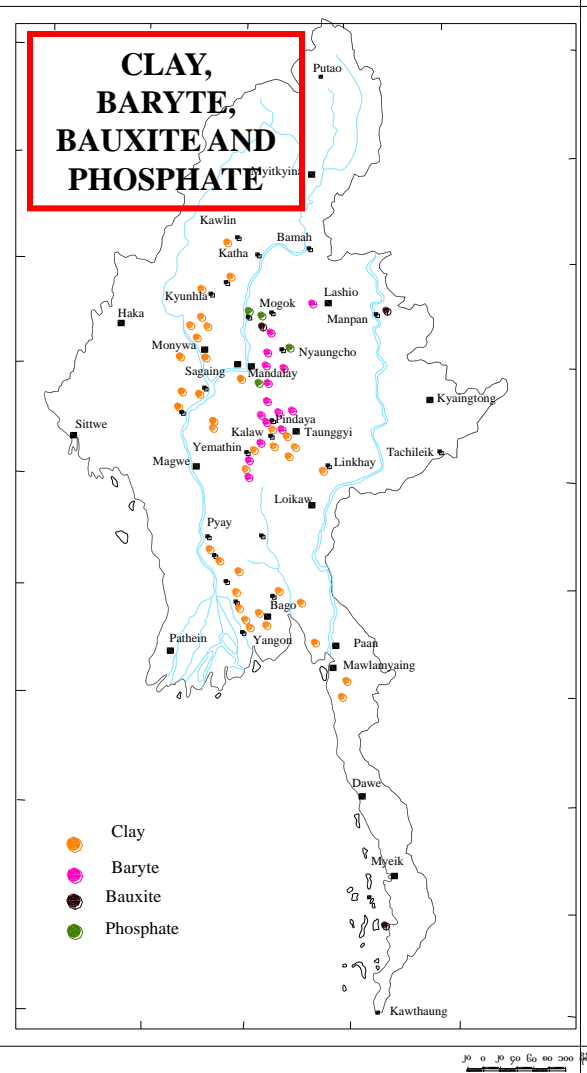 CLAY,
BARYTE,
BAUXITE AND
PHOSPHATE
Putao
Myitkyina
Kawlin
Bamah
Katha
Kyunhla
Mogok
Lashio
Haka
Manpan
Monywa
Nyaungcho
Sagaing
Mandalay
Kyaingtong
Sittwe
Pindaya
Kalaw
Taunggyi
Yemathin
Tachileik
Magwe
Linkhay
Loikaw
Pyay
Bago
Pathein
Yangon
Paan
Mawlamyaing
Dawe
Clay
Myeik
Baryte
Bauxite
Phosphate
Kawthaung